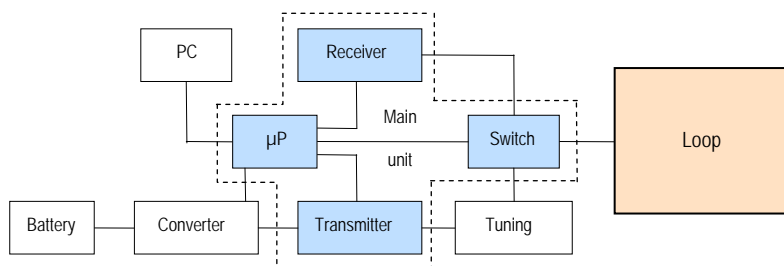 PC
Receiver
Main
µP
Switch
Loop
unit
Battery
Converter
Transmitter
Tuning